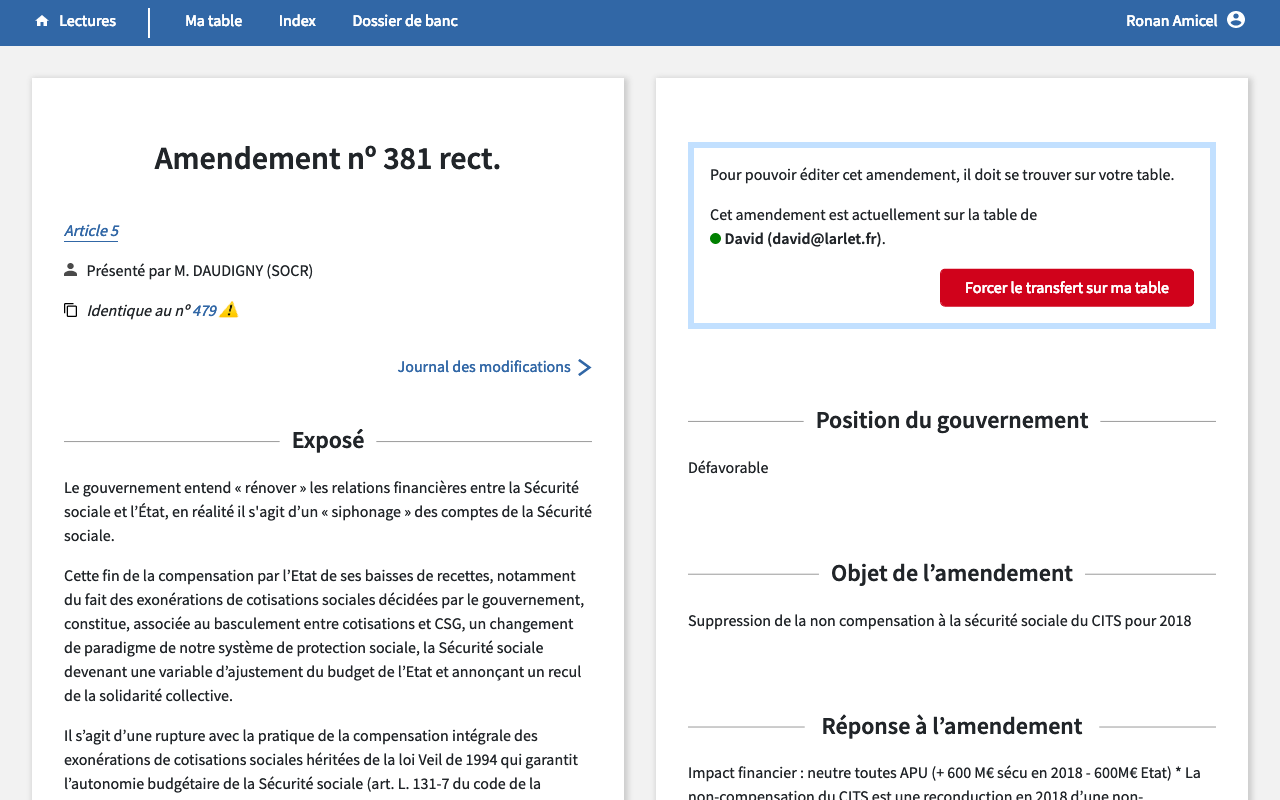 Lectures
Ma table
Index
Dossier de banc
Ronan Amicel
Amendement nº 381 rect.
Article 5
Présenté par M. DAUDIGNY (SOCR)
Identique au nº 479
Journal des modifications
Exposé
Le gouvernement entend « rénover » les relations financières entre la Sécurité
sociale et l’État, en réalité il s'agit d’un « siphonage » des comptes de la Sécurité
sociale.
Cette fin de la compensation par l’Etat de ses baisses de recettes, notamment
du fait des exonérations de cotisations sociales décidées par le gouvernement,
constitue, associée au basculement entre cotisations et CSG, un changement
de paradigme de notre système de protection sociale, la Sécurité sociale
devenant une variable d’ajustement du budget de l’Etat et annonçant un recul
de la solidarité collective.
Il s’agit d’une rupture avec la pratique de la compensation intégrale des
exonérations de cotisations sociales héritées de la loi Veil de 1994 qui garantit
l’autonomie budgétaire de la Sécurité sociale (art. L. 131-7 du code de la
Pour pouvoir éditer cet amendement, il doit se trouver sur votre table.
Cet amendement est actuellement sur la table de
David (david@larlet.fr).
Forcer le transfert sur ma table
Position du gouvernement
Défavorable
Objet de l’amendement
Suppression de la non compensation à la sécurité sociale du CITS pour 2018
Réponse à l’amendement
Impact financier : neutre toutes APU (+ 600 M€ sécu en 2018 - 600M€ Etat) * La
non-compensation du CITS est une reconduction en 2018 d’une non-